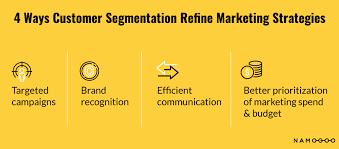 4 Ways Customer Segmentation Refine Marketing Strategies
Targeted
campaigns
Brand
recognition
Efficient
communication
Better prioritization
of marketing spend
& budget
NAMOGOO